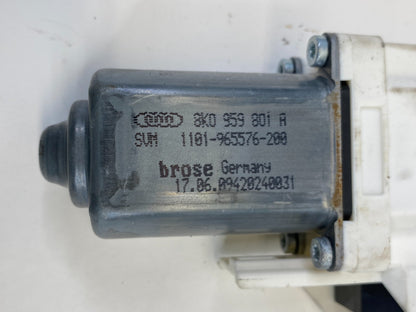 8K0 959 801 A
SVM 1101-965576-200
brose Germany
17.06.09420240031